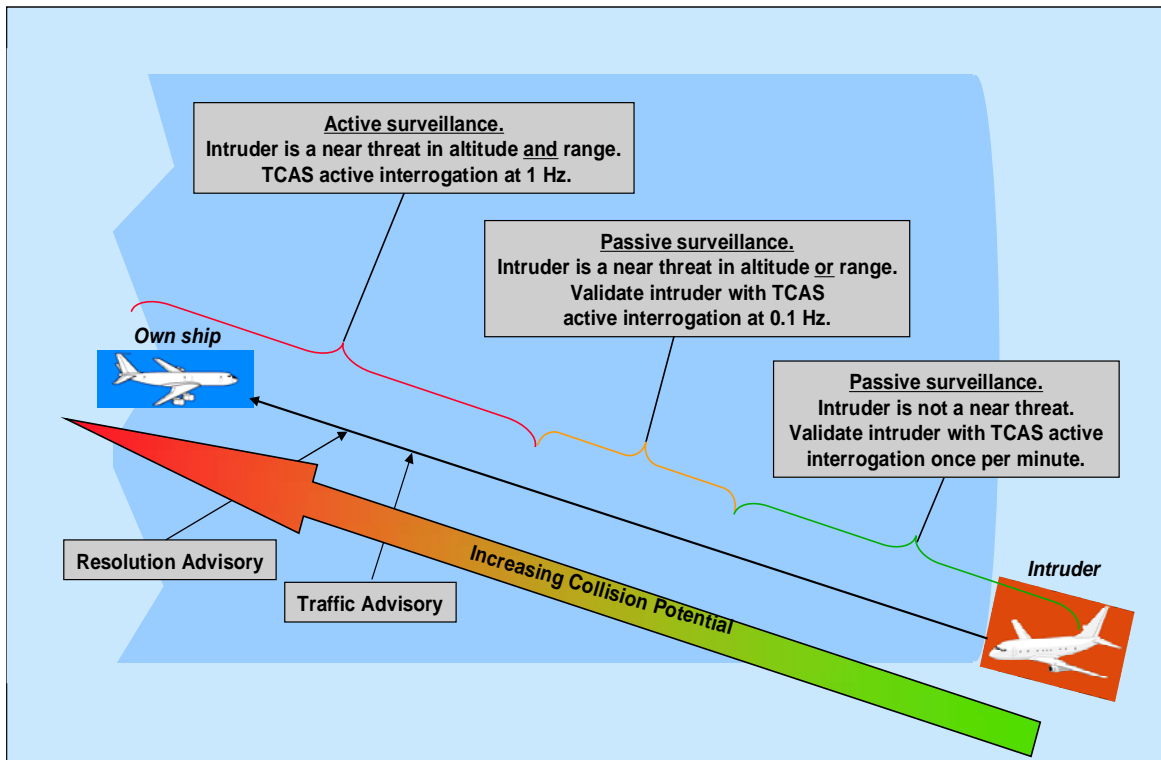 Active surveillance.
Intruder is a near threat in altitude and range.
TCAS active interrogation at 1 Hz.
Passive surveillance.
Intruder is a near threat in altitude or range.
Validate intruder with TCAS
active interrogation at 0.1 Hz.
Own ship
Passive surveillance.
Intruder is not a near threat.
Validate intruder with TCAS active
interrogation once per minute.
Resolution Advisory
Traffic Advisory
Increasing Collision Potential
Intruder